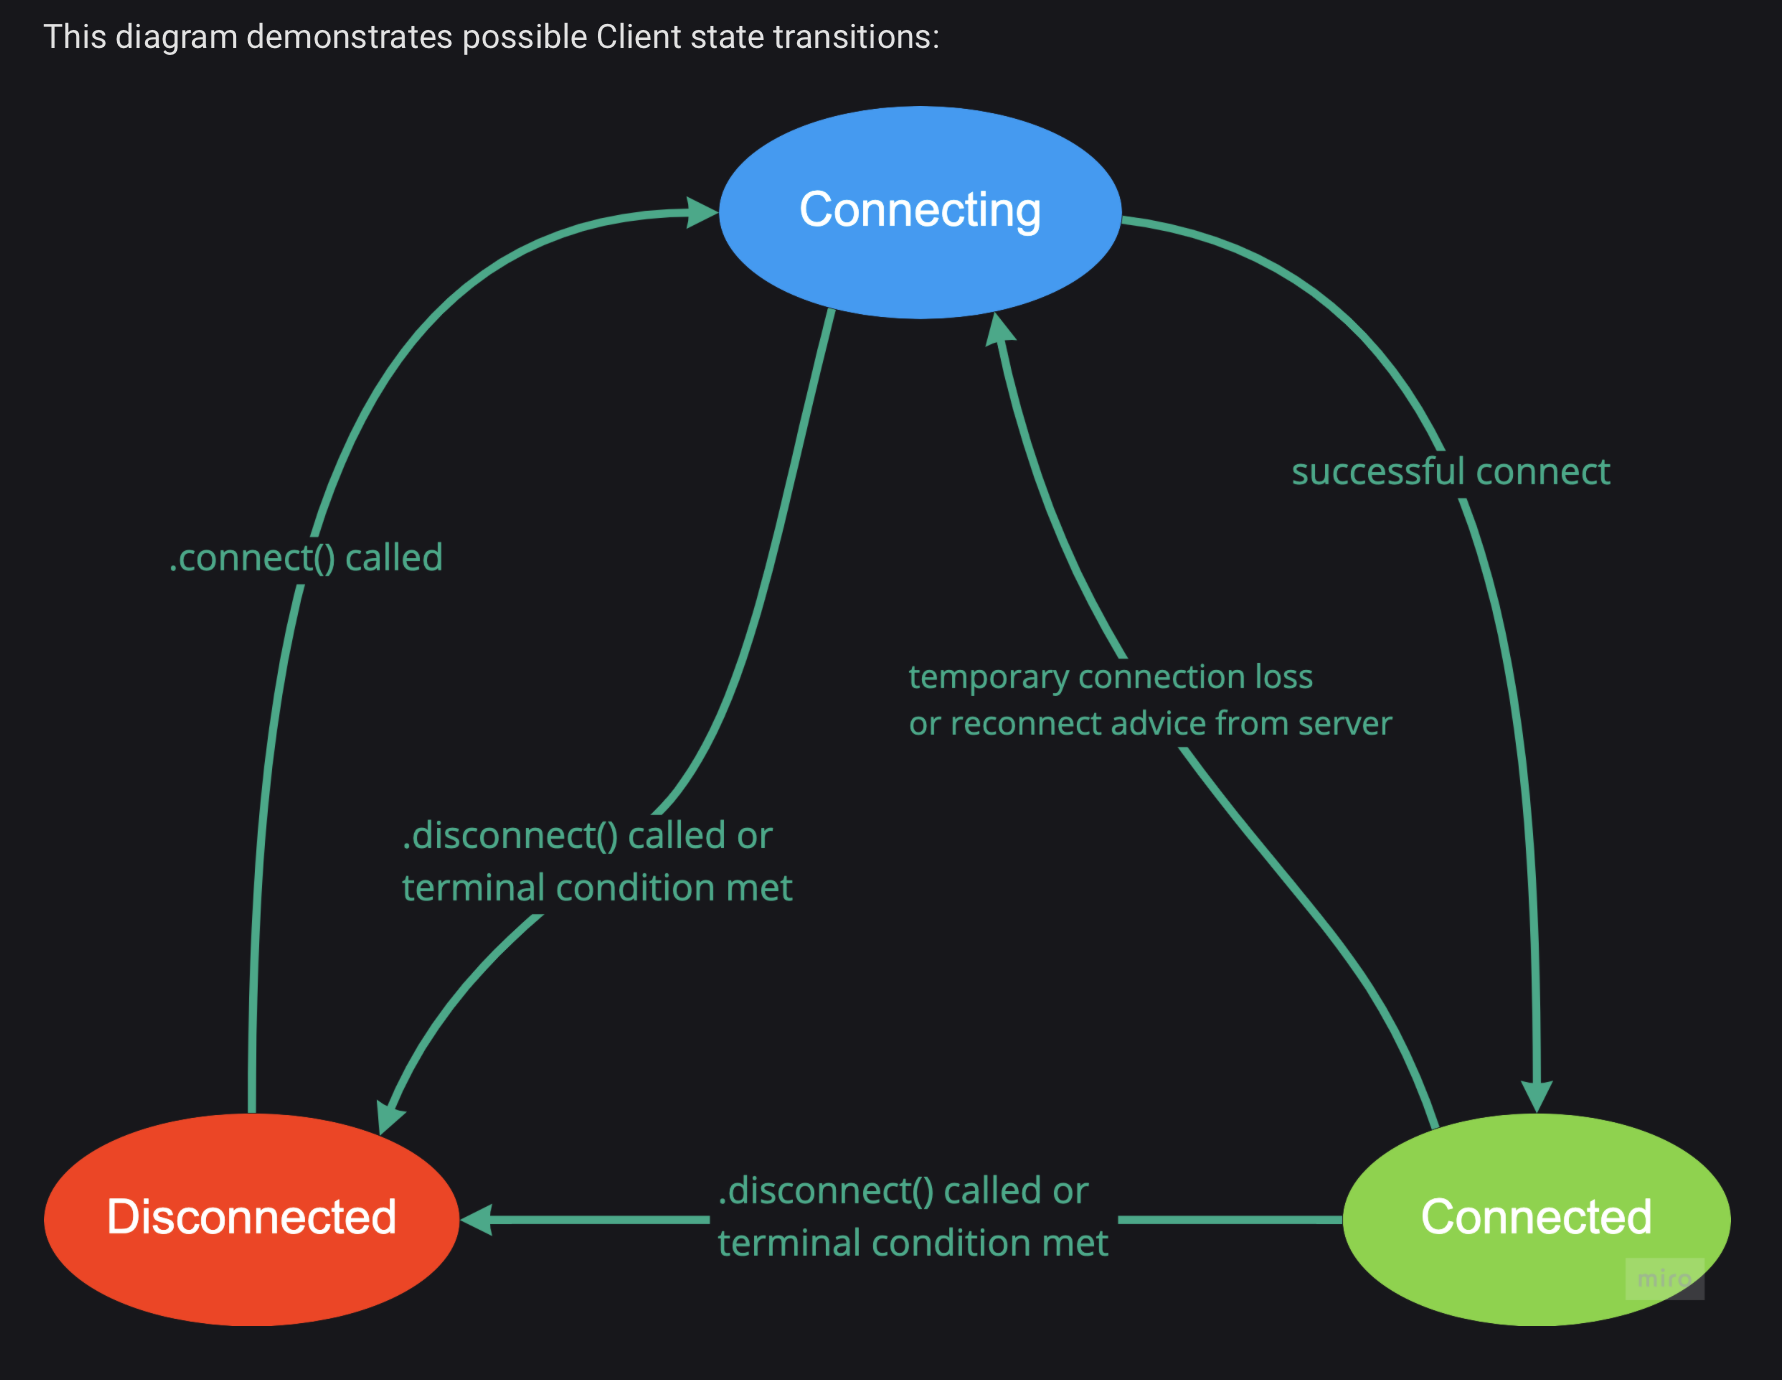 This diagram demonstrates possible Client state transitions:
Connecting
successful connect
.connect() called
temporary connection loss
or reconnect advice from server
.disconnect() called or
terminal condition met
Disconnected
.disconnect() called or
terminal condition met
Connected
miro